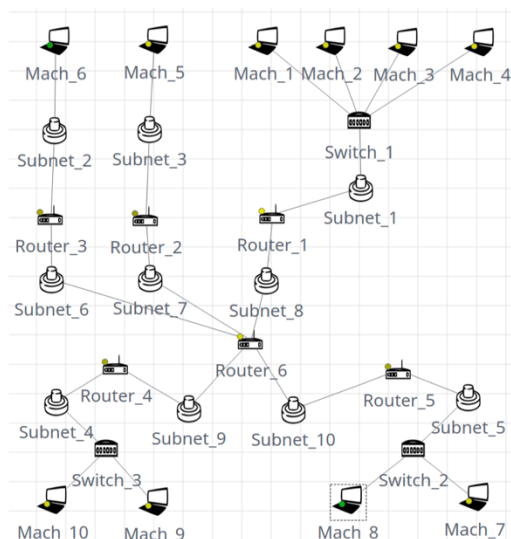 Mach_6
Mach_5
Mach_1
Mach_2
Mach_3
Mach_4
Switch_1
Subnet_2
Subnet_3
Subnet_1
Router_3
Router_2
Router_1
Subnet_6
Subnet_7
Subnet_8
Router_6
Router_4
Router_5
Subnet_4
Subnet_9
Subnet_10
Subnet_5
Switch_3
Switch_2
Mach_10
Mach_9
Mach_8
Mach_7